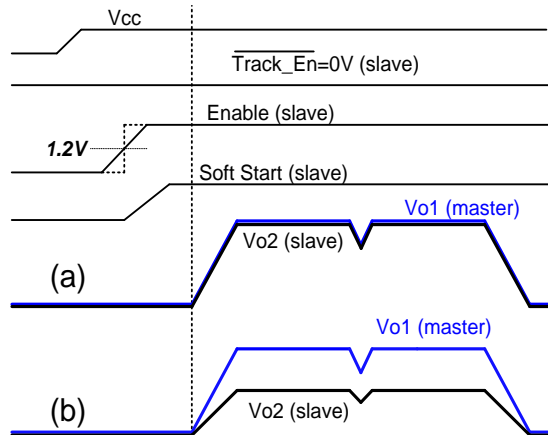 Vcc
Track_En=0V (slave)
Enable (slave)
1.2V
Soft Start (slave)
Vo1 (master)
Vo2 (slave)
(a)
Vo1 (master)
(b)
Vo2 (slave)